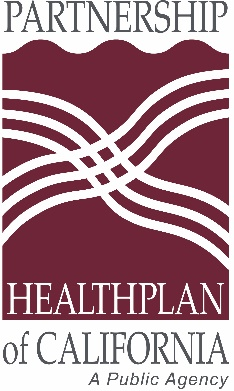 PARTNERSHIP
HEALTHPLAN
of CALIFORNIA
A Public Agency